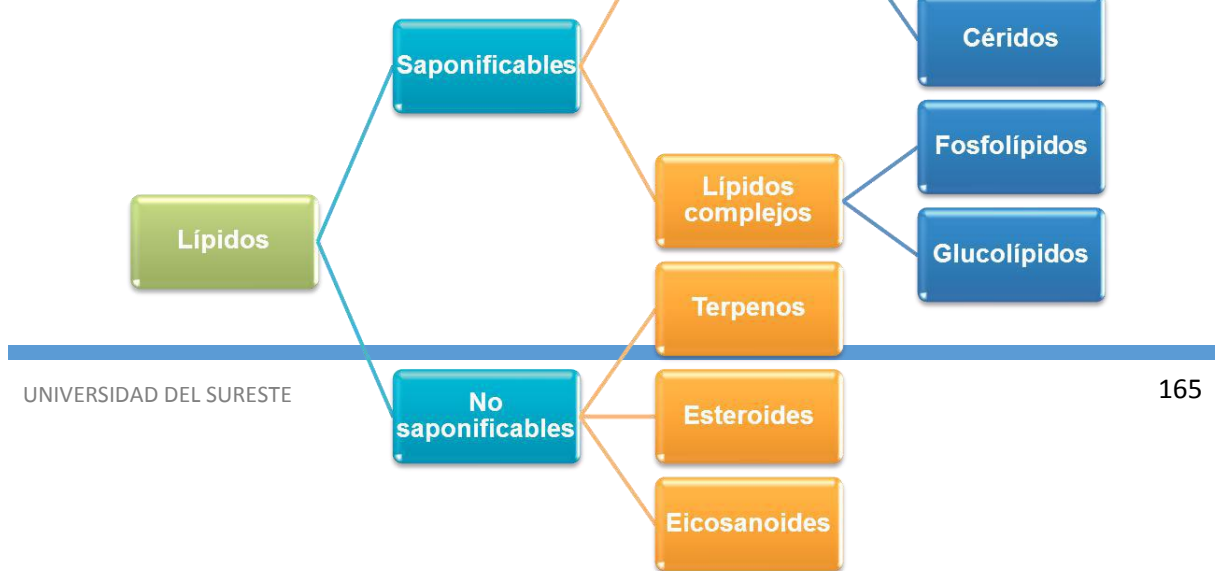 Céridos
Saponificables
Fosfolípidos
Lípidos
complejos
Lípidos
Glucolípidos
Terpenos
UNIVERSIDAD DEL SURESTE
165
No
saponificables
Esteroides
Eicosanoides